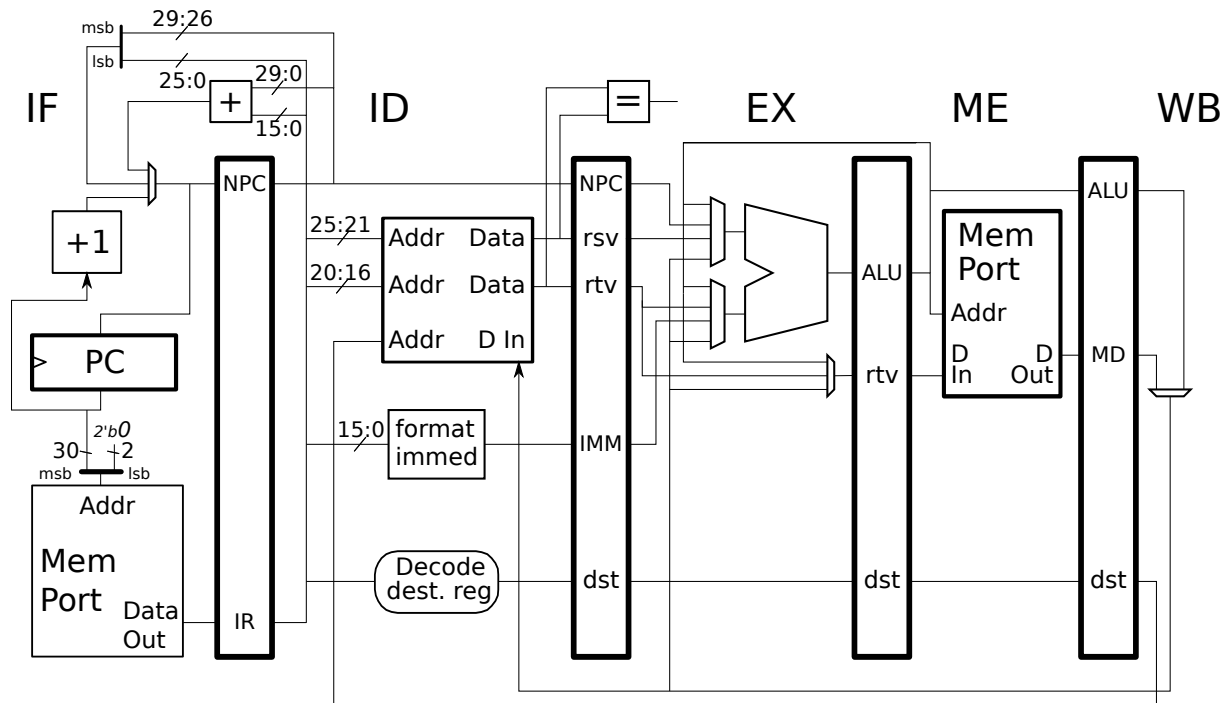 29:26
msb
lsb
25:0
29:0
+
15:0
IF
ID
=
EX
ME
WB
NPC
NPC
ALU
+1
25:21
Addr
Data
rsv
Mem
Port
20:16
Addr
Data
rtv
ALU
Addr
Addr
D In
PC
D
In
D
Out
MD
rtv
2'b0
30
2
msb
lsb
15:0
format
immed
IMM
Addr
Mem
Port
Data
Out
IR
Decode
dest. reg
dst
dst
dst